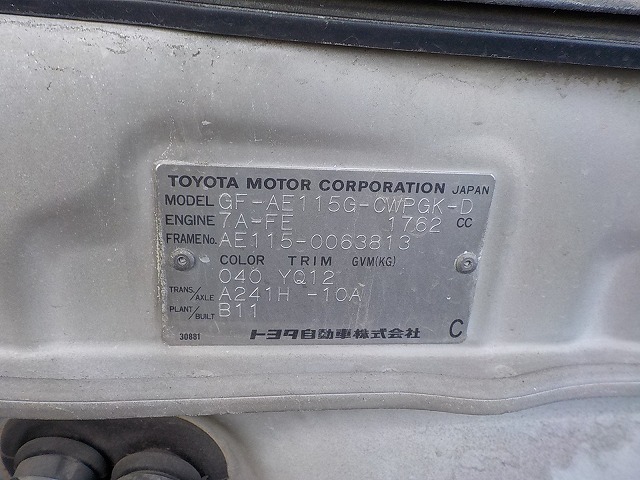 TOYOTA MOTOR CORPORATION JAPAN
MODEL GF-AE115G-CWPGK-D
ENGINE 7A-FE 1762 CC
FRAME No. AE115-0063813
COLOR TRIM GVM(KG)
040 YQ12
TRANS./AXLE A241H -10A
PLANT/BUILT B11
30881 トヨタ自動車株式会社 C